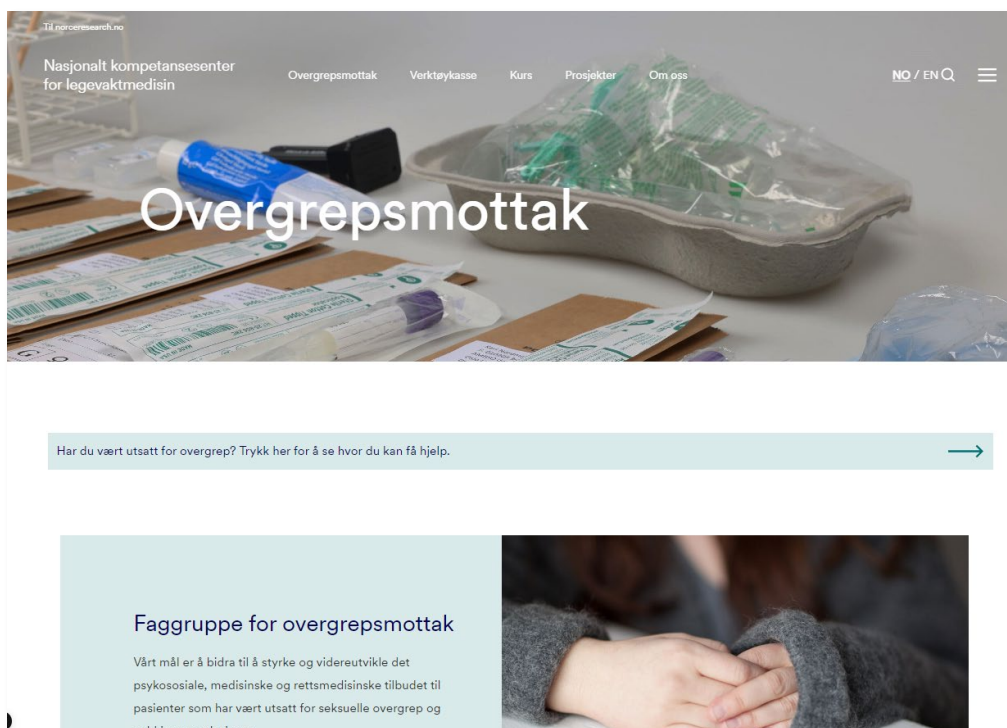 Til norceresearch.no
Nasjonalt kompetansesenter
for legevaktmedisin
Overgrepsmottak
Verktøykasse
Kurs
Prosjekter
Om oss
NO / EN
Overgrepsmottak
Har du vært utsatt for overgrep? Trykk her for å se hvor du kan få hjelp.
Faggruppe for overgrepsmottak
Vårt mål er å bidra til å styrke og videreutvikle det
psykososiale, medisinske og rettsmedisinske tilbudet til
pasienter som har vært utsatt for seksuelle overgrep og